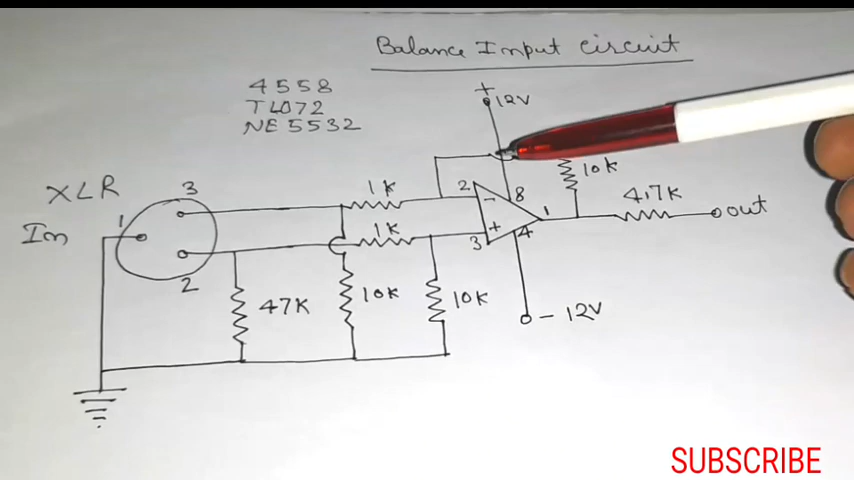 Balance Input circuit
4558
TL072
NE5532
+
12V
XLR
In
1
3
2
1K
1K
2
-
8
10K
3
+
4
1
4.7K
out
47K
10K
10K
- 12V
SUBSCRIBE